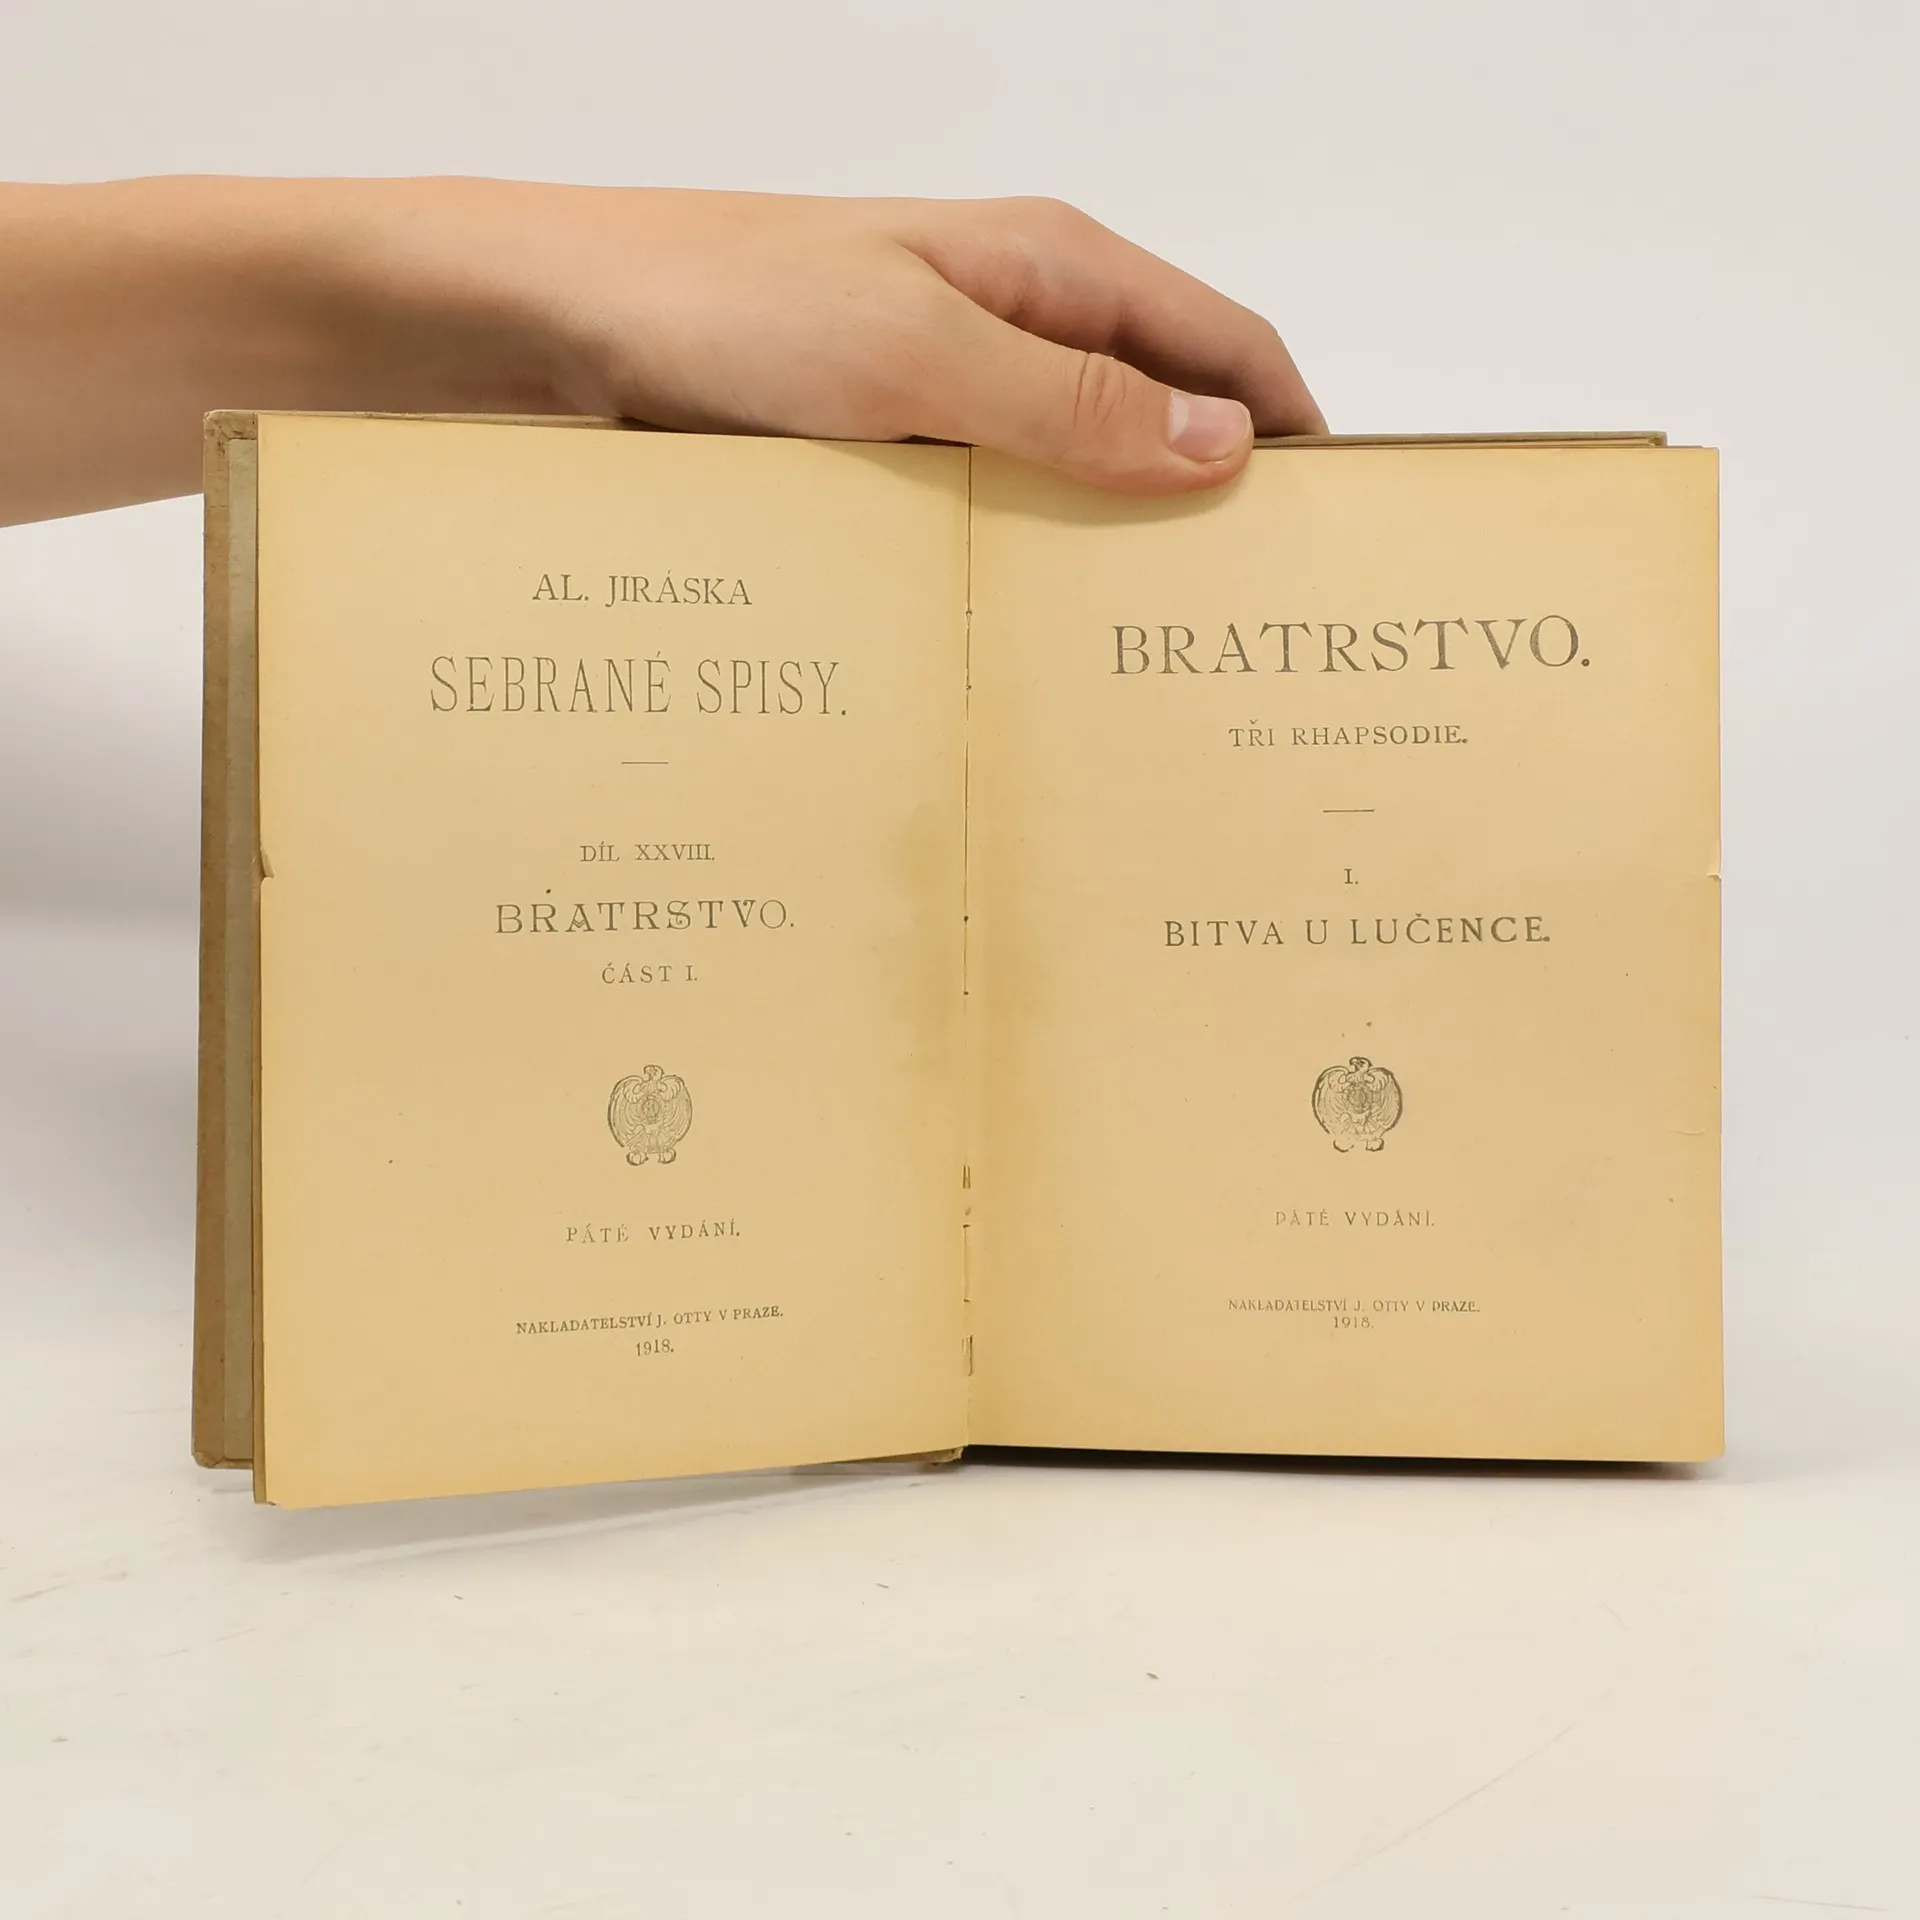 AL. JIRÁSKA
SEBRANÉ SPISY.
DÍL XXVIII.
BRATRSTVO.
ČÁST I.
PÁTÉ VYDÁNÍ.
NAKLADATELSTVÍ J. OTTY V PRAZE.
1918.
BRATRSTVO.
TŘI RHAPSODIE.
I.
BITVA U LUČENCE.
PÁTÉ VYDÁNÍ.
NAKLADATELSTVÍ J. OTTY V PRAZE.
1918.